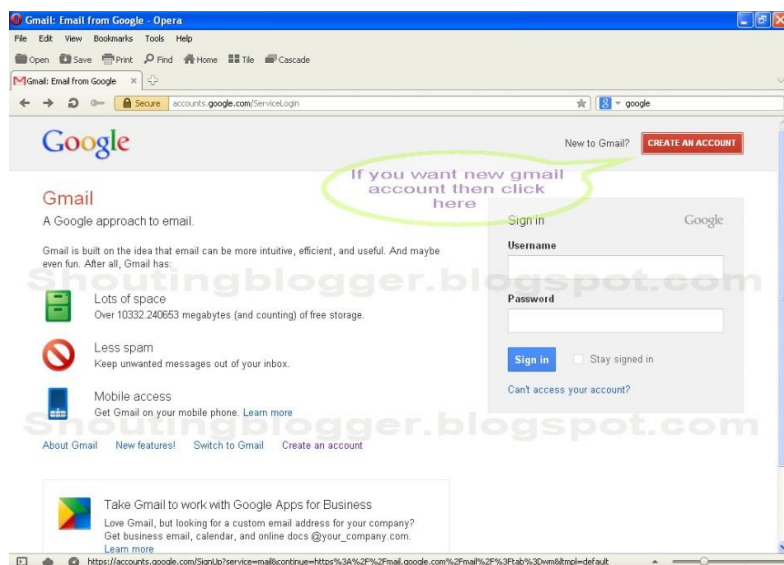 Gmail: Email from Google - Opera
File Edit View Bookmarks Tools Help
Open Save Print Find Home Tile Cascade
Gmail: Email from Google
Secure accounts.google.com/ServiceLogin google
Google New to Gmail? CREATE AN ACCOUNT
If you want new gmail
account then click
here
Gmail
A Google approach to email.
Gmail is built on the idea that email can be more intuitive, efficient, and useful. And maybe
even fun. After all, Gmail has:
Lots of space
Over 10332.240653 megabytes (and counting) of free storage.
Less spam
Keep unwanted messages out of your inbox.
Mobile access
Get Gmail on your mobile phone. Learn more
About Gmail New features! Switch to Gmail Create an account
Take Gmail to work with Google Apps for Business
Love Gmail, but looking for a custom email address for your company?
Get business email, calendar, and online docs @your_company.com.
Learn more
Sign in Google
Username
Password
Sign in Stay signed in
Can't access your account?
Shoutingblogger.blogspot.com
Shoutingblogger.blogspot.com
https://accounts.google.com/SignUp?service=mail&continue=https%3A%2F%2Fmail.google.com%2Fmail%2F%3Ftab%3Dwm&ltmpl=default